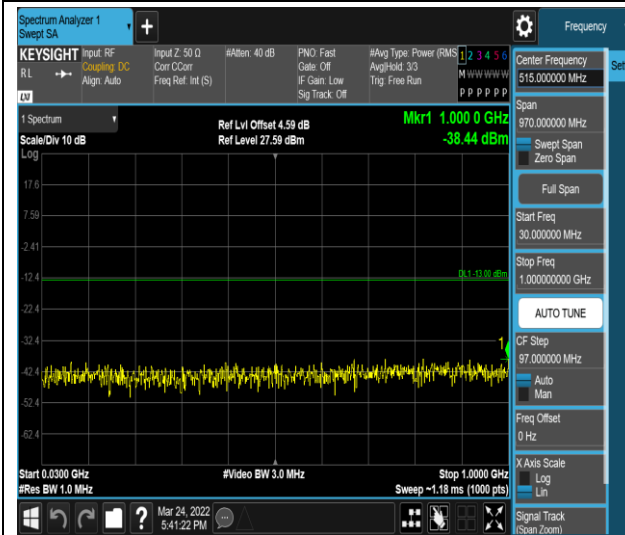 Spectrum Analyzer 1
Swept SA
+
Frequency
KEYSIGHT
RL
LXI
Input: RF
Coupling: DC
Align: Auto
Input Z: 50 Ω
Corr CCorr
Freq Ref: Int (S)
#Atten: 40 dB
PNO: Fast
Gate: Off
IF Gain: Low
Sig Track: Off
#Avg Type: Power (RMS
Avg|Hold: 3/3
Trig: Free Run
1 2 3 4 5 6
M W W W W W
P P P P P P
1 Spectrum
Scale/Div 10 dB
Log
Ref Lvl Offset 4.59 dB
Ref Level 27.59 dBm
Mkr1 1.000 0 GHz
-38.44 dBm
17.6
7.59
-2.41
-12.4
DL1 -13.00 dBm
-22.4
-32.4
1
-42.4
-52.4
-62.4
Start 0.0300 GHz
#Res BW 1.0 MHz
#Video BW 3.0 MHz
Stop 1.0000 GHz
Sweep ~1.18 ms (1000 pts)
?
Mar 24, 2022
5:41:22 PM
Center Frequency
515.000000 MHz
Set
Span
970.000000 MHz
Swept Span
Zero Span
Full Span
Start Freq
30.000000 MHz
Stop Freq
1.000000000 GHz
AUTO TUNE
CF Step
97.000000 MHz
Auto
Man
Freq Offset
0 Hz
X Axis Scale
Log
Lin
Signal Track
(Span Zoom)